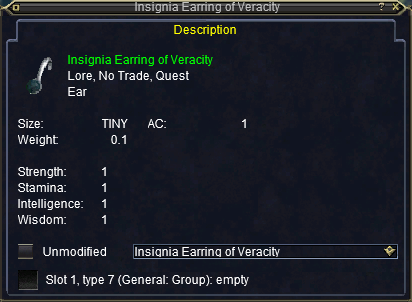 Insignia Earring of Veracity
Description
Insignia Earring of Veracity
Lore, No Trade, Quest
Ear
Size: TINY AC: 1
Weight: 0.1
Strength: 1
Stamina: 1
Intelligence: 1
Wisdom: 1
Unmodified Insignia Earring of Veracity
Slot 1, type 7 (General: Group): empty